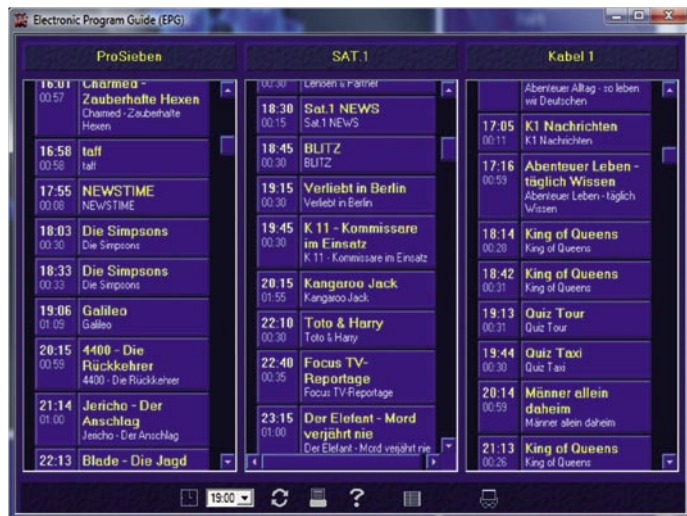 Electronic Program Guide (EPG)
ProSieben
16:01 Charmed -
00:57 Zauberhafte Hexen
Charmed - Zauberhafte
Hexen
16:58 taff
00:58 taff
17:55 NEWSTIME
00:08 NEWSTIME
18:03 Die Simpsons
00:30 Die Simpsons
18:33 Die Simpsons
00:33 Die Simpsons
19:06 Galileo
01:09 Galileo
20:15 4400 - Die
00:59 Rückkehrer
4400 - Die Rückkehrer
21:14 Jericho - Der
01:00 Anschlag
Jericho - Der Anschlag
22:13 Blade - Die Jagd
SAT.1
00:30 Lenßen & Partner
18:30 Sat.1 NEWS
00:15 Sat.1 NEWS
18:45 BLITZ
00:30 BLITZ
19:15 Verliebt in Berlin
00:30 Verliebt in Berlin
19:45 K 11 - Kommissare
00:30 im Einsatz
K 11 - Kommissare im Einsatz
20:15 Kangaroo Jack
01:55 Kangaroo Jack
22:10 Toto & Harry
00:30 Toto & Harry
22:40 Focus TV-
00:35 Reportage
Focus TV-Reportage
23:15 Der Elefant - Mord
01:00 verjährt nie
Der Elefant - Mord verjährt nie
Kabel 1
Abenteuer Alltag - so leben
wir Deutschen
17:05 K1 Nachrichten
00:11 K1 Nachrichten
17:16 Abenteuer Leben -
00:59 täglich Wissen
Abenteuer Leben - täglich
Wissen
18:14 King of Queens
00:28 King of Queens
18:42 King of Queens
00:31 King of Queens
19:13 Quiz Tour
00:31 Quiz Tour
19:44 Quiz Taxi
00:30 Quiz Taxi
20:14 Männer allein
00:59 daheim
Männer allein daheim
21:13 King of Queens
00:26 King of Queens
19:00
?